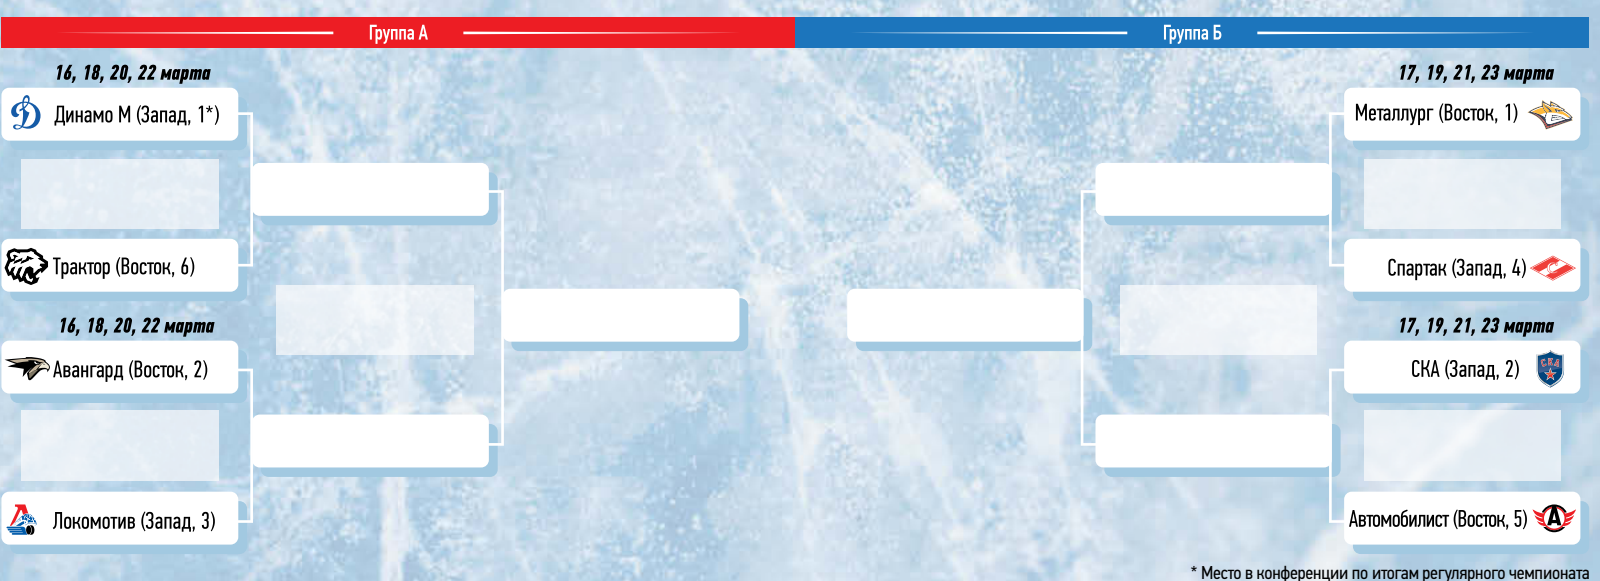 Группа А
Группа Б
16, 18, 20, 22 марта
Динамо М (Запад, 1*)
Трактор (Восток, 6)
16, 18, 20, 22 марта
Авангард (Восток, 2)
Локомотив (Запад, 3)
17, 19, 21, 23 марта
Металлург (Восток, 1)
Спартак (Запад, 4)
17, 19, 21, 23 марта
СКА (Запад, 2)
СКА
Автомобилист (Восток, 5)
* Место в конференции по итогам регулярного чемпионата